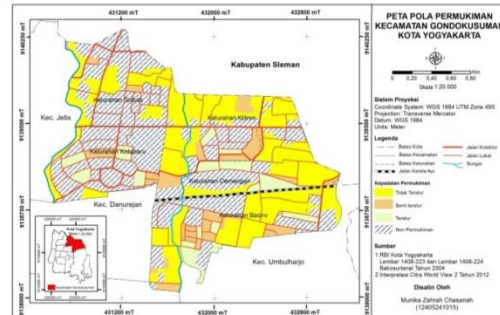 PETA POLA PERMUKIMAN
KECAMATAN GONDOKUSUMAN
KOTA YOGYAKARTA
Skala 1:20 000
Sistem Proyeksi
Coordinate System: WGS 1984 UTM Zone 49S
Projection: Transverse Mercator
Datum: WGS 1984
Units: Meter
Legenda
Batas Kota
Batas Kecamatan
Batas Kelurahan
Jalan Kereta Api
Jalan Kolektor
Jalan Lokal
Sungai
Kepadatan Permukiman
Tidak Teratur
Semi teratur
Teratur
Non Permukiman
Sumber
1.RBI Kota Yogyakarta
Lembar 1408-223 dan Lembar 1408-224
Bakosurtanal Tahun 2004
2.Interpretasi Citra World View 2 Tahun 2012
Disalin Oleh
Munika Zahrah Chasanah
(12405241015)
431200 mT
432000 mT
432800 mT
Kabupaten Sleman
Kec. Jetis
Kelurahan Terban
Kelurahan Klitren
Kelurahan Kotabaru
Kelurahan Demangan
Kec. Danurejan
Kelurahan Baciro
Kec. Umbulharjo
Kota Yogyakarta
431200 mT
432000 mT
432800 mT